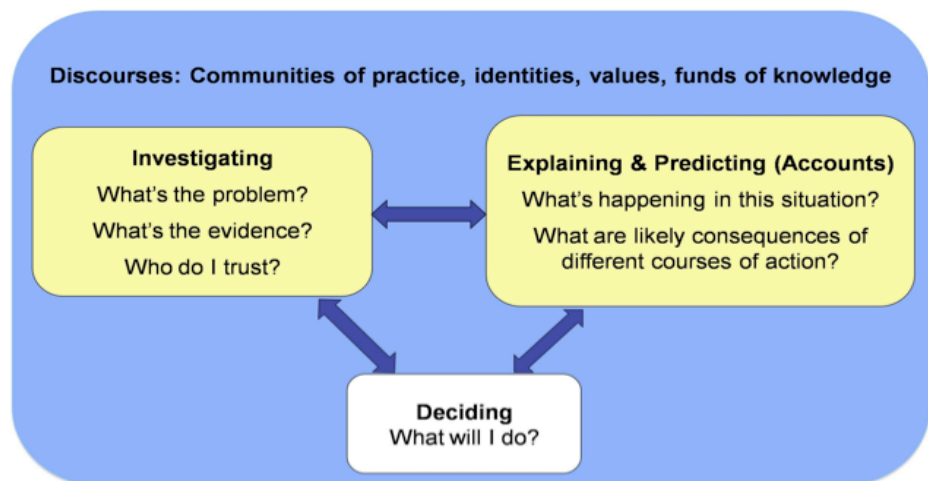 Discourses: Communities of practice, identities, values, funds of knowledge
Investigating
What's the problem?
What's the evidence?
Who do I trust?
Explaining & Predicting (Accounts)
What's happening in this situation?
What are likely consequences of
different courses of action?
Deciding
What will I do?